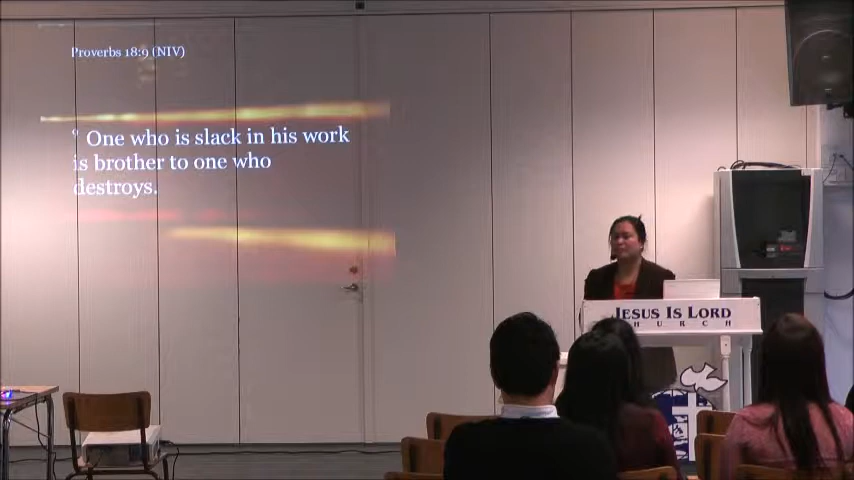 Proverbs 18:9 (NIV)
9 One who is slack in his work
is brother to one who
destroys.
JESUS IS LORD
CHURCH